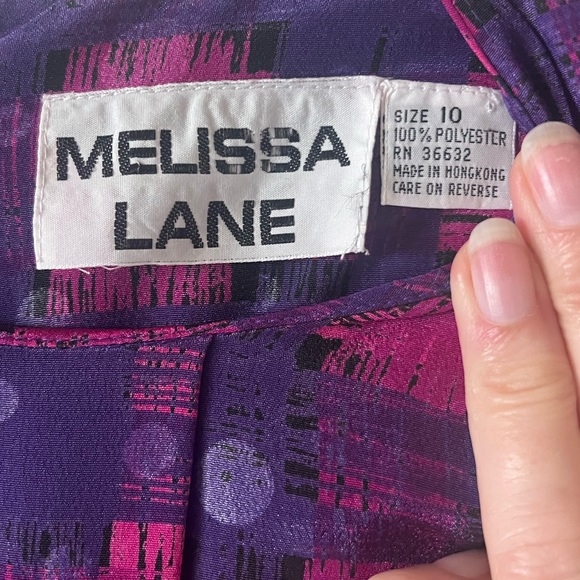 MELISSA
LANE
SIZE 10
100% POLYESTER
RN 36632
MADE IN HONGKONG
CARE ON REVERSE